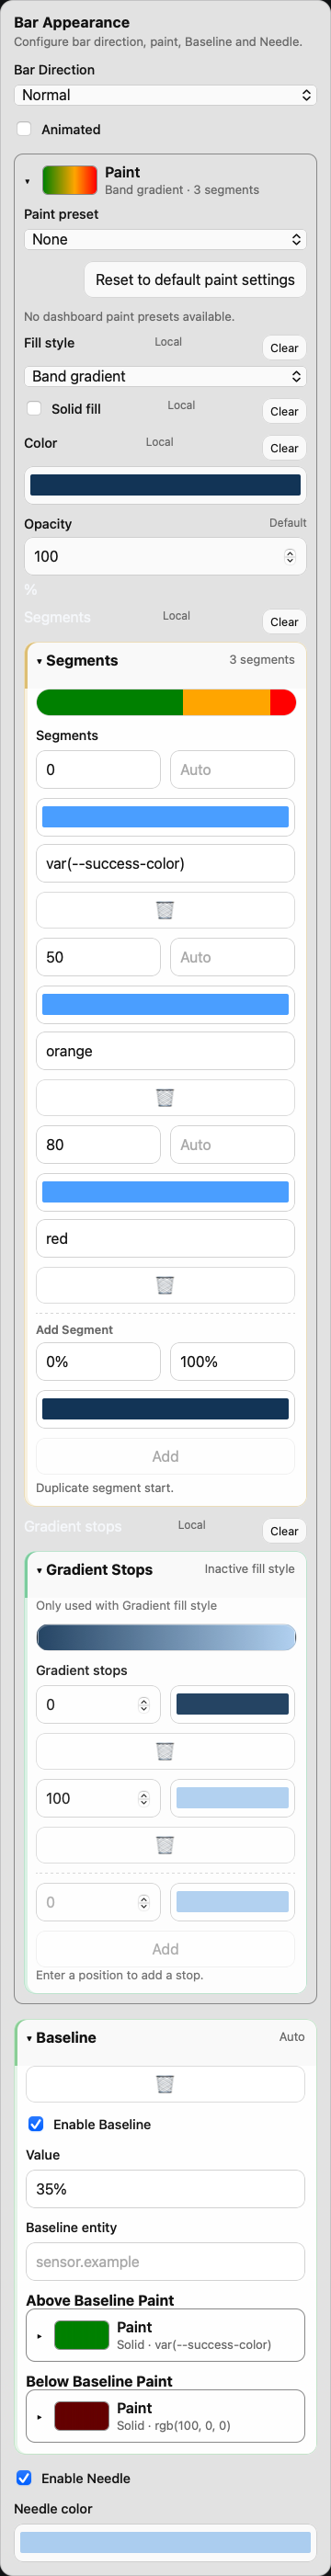 Bar Appearance
Configure bar direction, paint, Baseline and Needle.
Bar Direction
Normal
Animated
Paint
Band gradient · 3 segments
Paint preset
None
Reset to default paint settings
No dashboard paint presets available.
Fill style Local Clear
Band gradient
Solid fill Local Clear
Color Local Clear
Opacity Default
100
%
Segments Local Clear
Segments 3 segments
Segments
0 Auto
var(--success-color)
50 Auto
orange
80 Auto
red
Add Segment
0% 100%
Add
Duplicate segment start.
Gradient stops Local Clear
Gradient Stops Inactive fill style
Only used with Gradient fill style
Gradient stops
0
100
0
Add
Enter a position to add a stop.
Baseline Auto
Enable Baseline
Value
35%
Baseline entity
sensor.example
Above Baseline Paint
Paint
Solid · var(--success-color)
Below Baseline Paint
Paint
Solid · rgb(100, 0, 0)
Enable Needle
Needle color